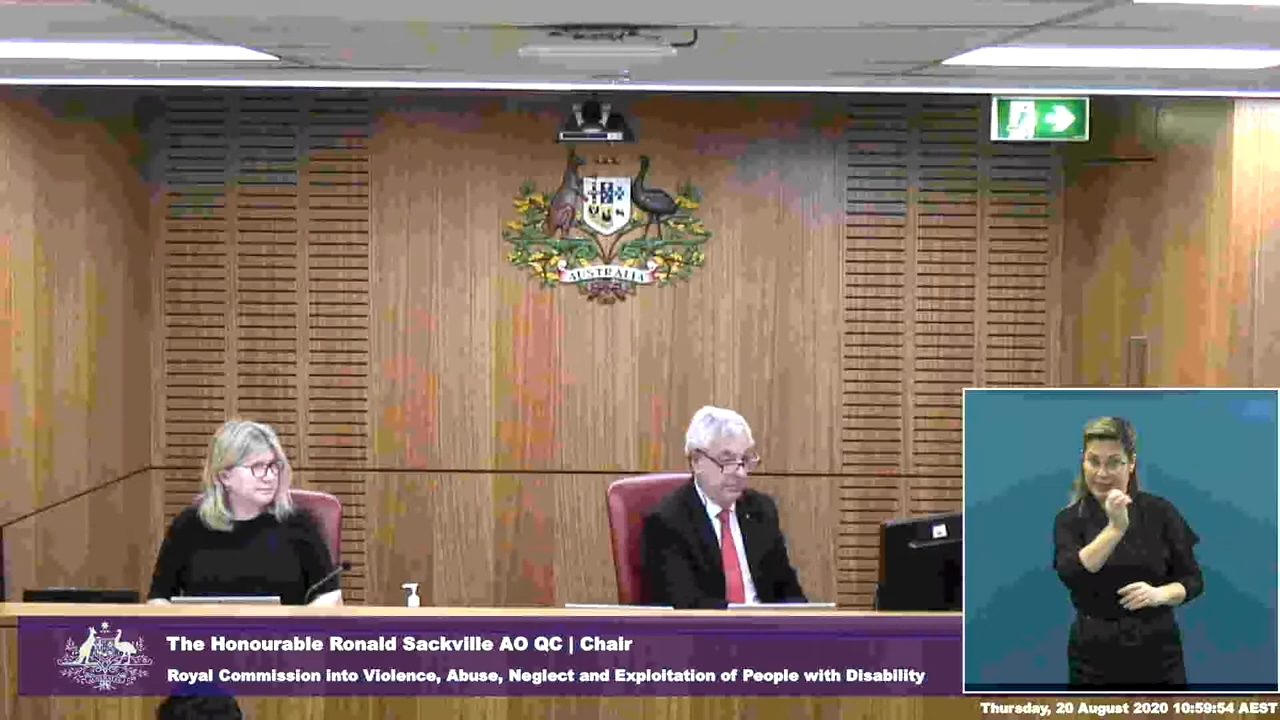 AUSTRALIA
The Honourable Ronald Sackville AO QC | Chair
Royal Commission into Violence, Abuse, Neglect and Exploitation of People with Disability
Thursday, 20 August 2020 10:59:54 AEST